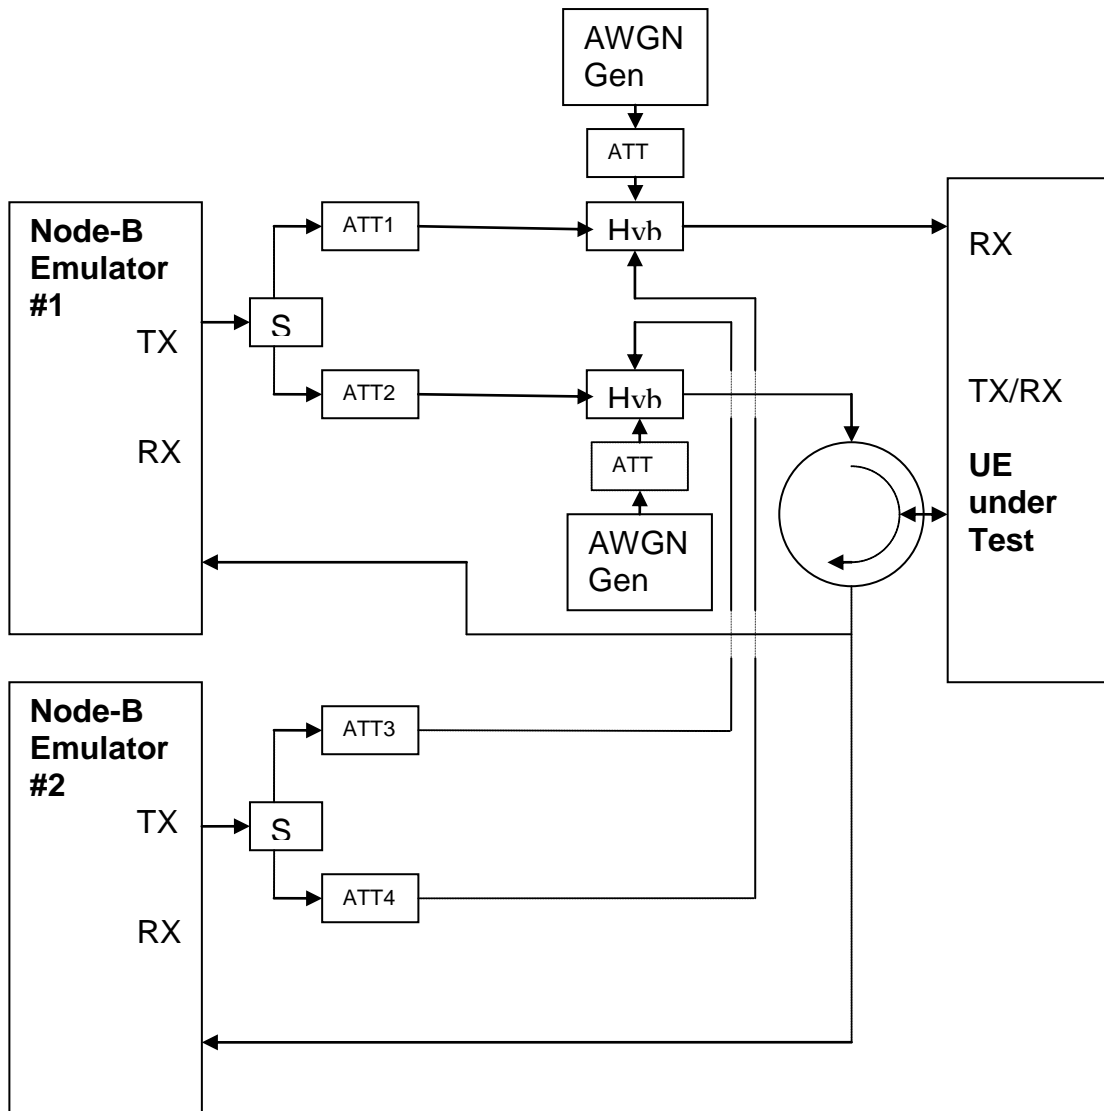 AWGN
Gen
ATT
Node-B
Emulator
#1
ATT1
Hyb
RX
TX
S
ATT2
Hyb
TX/RX
RX
ATT
UE
under
Test
AWGN
Gen
Node-B
Emulator
#2
ATT3
TX
S
ATT4
RX